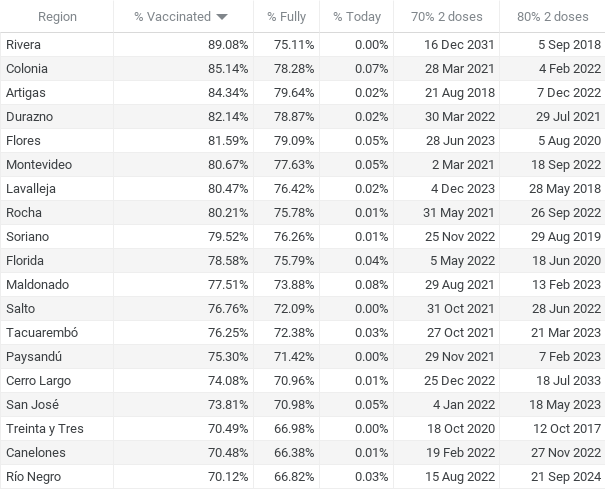 Region % Vaccinated % Fully % Today 70% 2 doses 80% 2 doses
Rivera 89.08% 75.11% 0.00% 16 Dec 2031 5 Sep 2018
Colonia 85.14% 78.28% 0.07% 28 Mar 2021 4 Feb 2022
Artigas 84.34% 79.64% 0.02% 21 Aug 2018 7 Dec 2022
Durazno 82.14% 78.87% 0.02% 30 Mar 2022 29 Jul 2021
Flores 81.59% 79.09% 0.05% 28 Jun 2023 5 Aug 2020
Montevideo 80.67% 77.63% 0.05% 2 Mar 2021 18 Sep 2022
Lavalleja 80.47% 76.42% 0.02% 4 Dec 2023 28 May 2018
Rocha 80.21% 75.78% 0.01% 31 May 2021 26 Sep 2022
Soriano 79.52% 76.26% 0.01% 25 Nov 2022 29 Aug 2019
Florida 78.58% 75.79% 0.04% 5 May 2022 18 Jun 2020
Maldonado 77.51% 73.88% 0.08% 29 Aug 2021 13 Feb 2023
Salto 76.76% 72.09% 0.00% 31 Oct 2021 28 Jun 2022
Tacuarembó 76.25% 72.38% 0.03% 27 Oct 2021 21 Mar 2023
Paysandú 75.30% 71.42% 0.00% 29 Nov 2021 7 Feb 2023
Cerro Largo 74.08% 70.96% 0.01% 25 Dec 2022 18 Jul 2033
San José 73.81% 70.98% 0.05% 4 Jan 2022 18 May 2023
Treinta y Tres 70.49% 66.98% 0.00% 18 Oct 2020 12 Oct 2017
Canelones 70.48% 66.38% 0.01% 19 Feb 2022 27 Nov 2022
Río Negro 70.12% 66.82% 0.03% 15 Aug 2022 21 Sep 2024